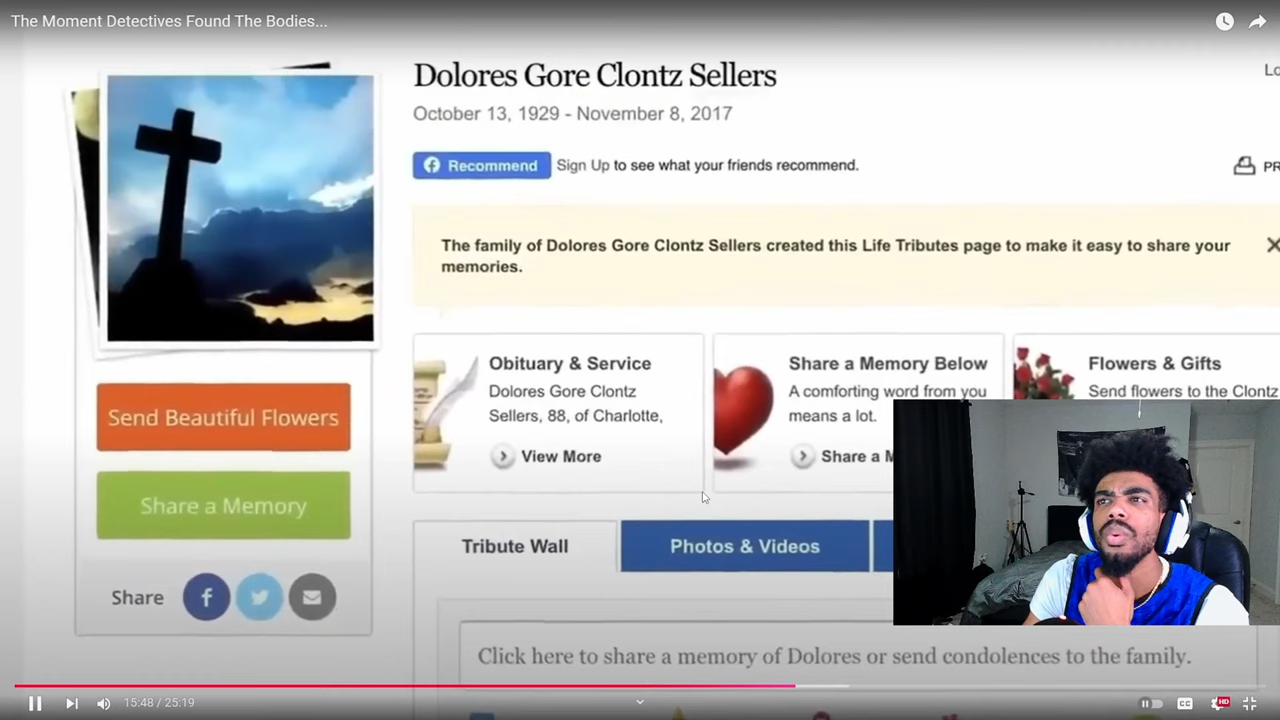 The Moment Detectives Found The Bodies...
Dolores Gore Clontz Sellers
October 13, 1929 - November 8, 2017
Recommend
Sign Up to see what your friends recommend.
The family of Dolores Gore Clontz Sellers created this Life Tributes page to make it easy to share your
memories.
Send Beautiful Flowers
Share a Memory
Share
Obituary & Service
Dolores Gore Clontz
Sellers, 88, of Charlotte,
View More
Share a Memory Below
A comforting word from you
means a lot.
Share a M
Flowers & Gifts
Send flowers to the Clontz
Tribute Wall
Photos & Videos
Click here to share a memory of Dolores or send condolences to the family.
15:48 / 25:19
CC
HD